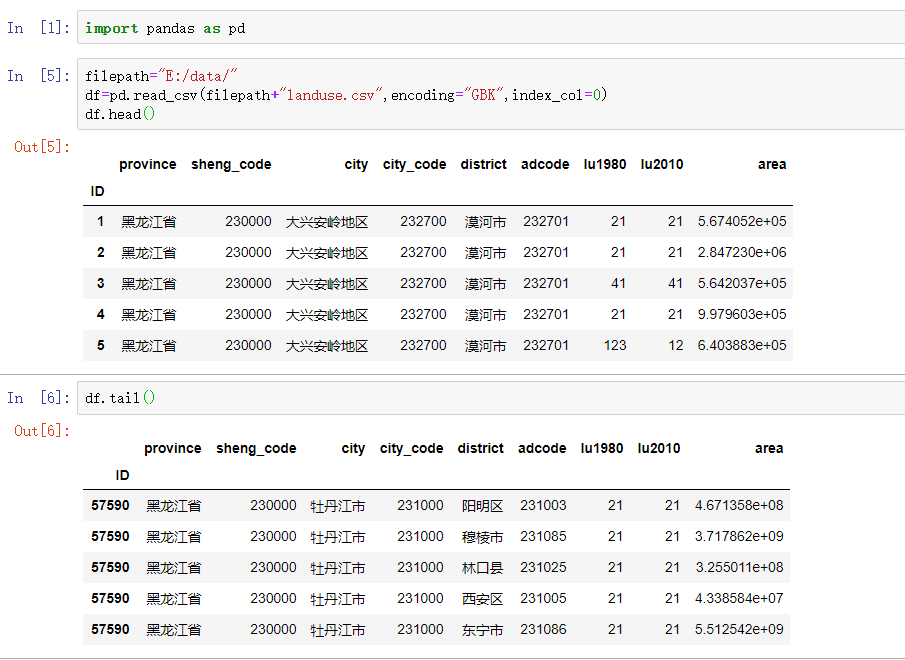 In [1]: import pandas as pd
In [5]: filepath="E:/data/"
df=pd.read_csv(filepath+"landuse.csv",encoding="GBK",index_col=0)
df.head()
Out[5]:
province sheng_code city city_code district adcode lu1980 lu2010 area
ID
1 黑龙江省 230000 大兴安岭地区 232700 漠河市 232701 21 21 5.674052e+05
2 黑龙江省 230000 大兴安岭地区 232700 漠河市 232701 21 21 2.847230e+06
3 黑龙江省 230000 大兴安岭地区 232700 漠河市 232701 41 41 5.642037e+05
4 黑龙江省 230000 大兴安岭地区 232700 漠河市 232701 21 21 9.979603e+05
5 黑龙江省 230000 大兴安岭地区 232700 漠河市 232701 123 12 6.403883e+05
In [6]: df.tail()
Out[6]:
province sheng_code city city_code district adcode lu1980 lu2010 area
ID
57590 黑龙江省 230000 牡丹江市 231000 阳明区 231003 21 21 4.671358e+08
57590 黑龙江省 230000 牡丹江市 231000 穆棱市 231085 21 21 3.717862e+09
57590 黑龙江省 230000 牡丹江市 231000 林口县 231025 21 21 3.255011e+08
57590 黑龙江省 230000 牡丹江市 231000 西安区 231005 21 21 4.338584e+07
57590 黑龙江省 230000 牡丹江市 231000 东宁市 231086 21 21 5.512542e+09